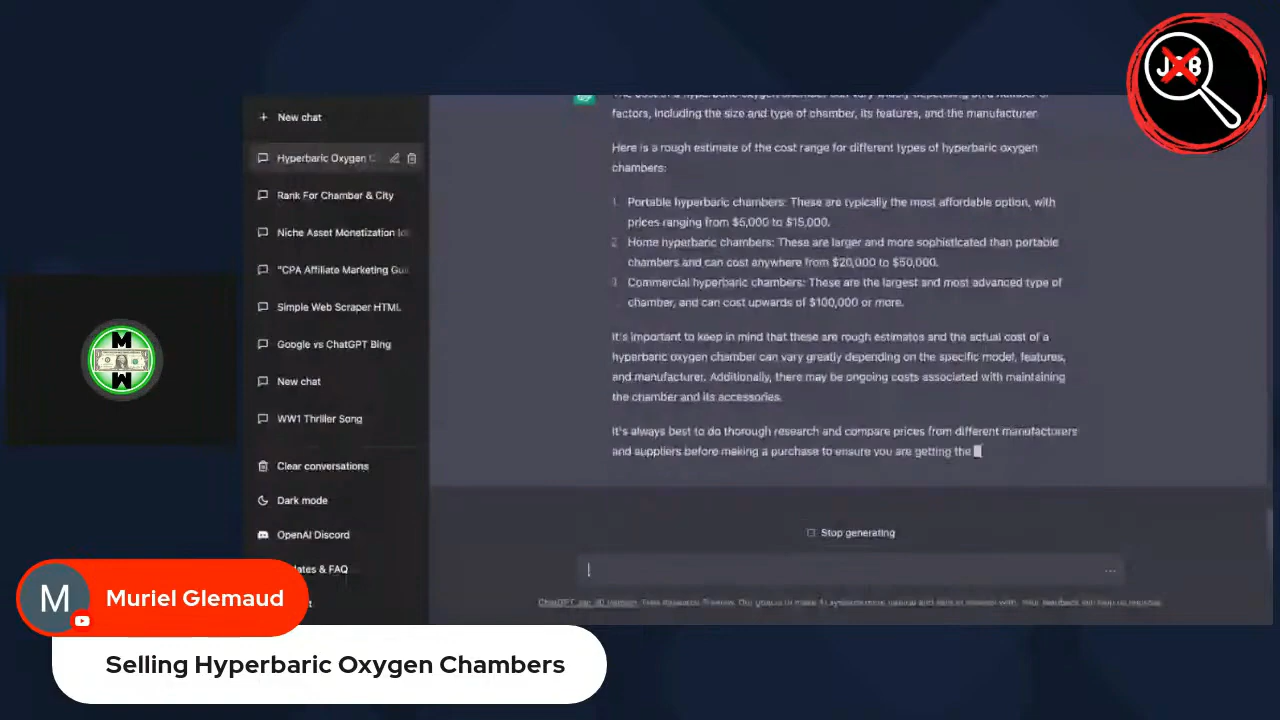 JOB
+ New chat
Hyperbaric Oxygen C
Rank For Chamber & City
Niche Asset Monetization Id
"CPA Affiliate Marketing Gui
Simple Web Scraper HTML
Google vs ChatGPT Bing
New chat
WW1 Thriller Song
Clear conversations
Dark mode
OpenAI Discord
ates & FAQ
factors, including the size and type of chamber, its features, and the manufacturer.
Here is a rough estimate of the cost range for different types of hyperbaric oxygen
chambers:
1. Portable hyperbaric chambers: These are typically the most affordable option, with
prices ranging from $5,000 to $15,000.
2. Home hyperbaric chambers: These are larger and more sophisticated than portable
chambers and can cost anywhere from $20,000 to $50,000.
3. Commercial hyperbaric chambers: These are the largest and most advanced type of
chamber, and can cost upwards of $100,000 or more.
It's important to keep in mind that these are rough estimates and the actual cost of a
hyperbaric oxygen chamber can vary greatly depending on the specific model, features,
and manufacturer. Additionally, there may be ongoing costs associated with maintaining
the chamber and its accessories.
It's always best to do thorough research and compare prices from different manufacturers
and suppliers before making a purchase to ensure you are getting the
Stop generating
M
M
M
Muriel Glemaud
Selling Hyperbaric Oxygen Chambers